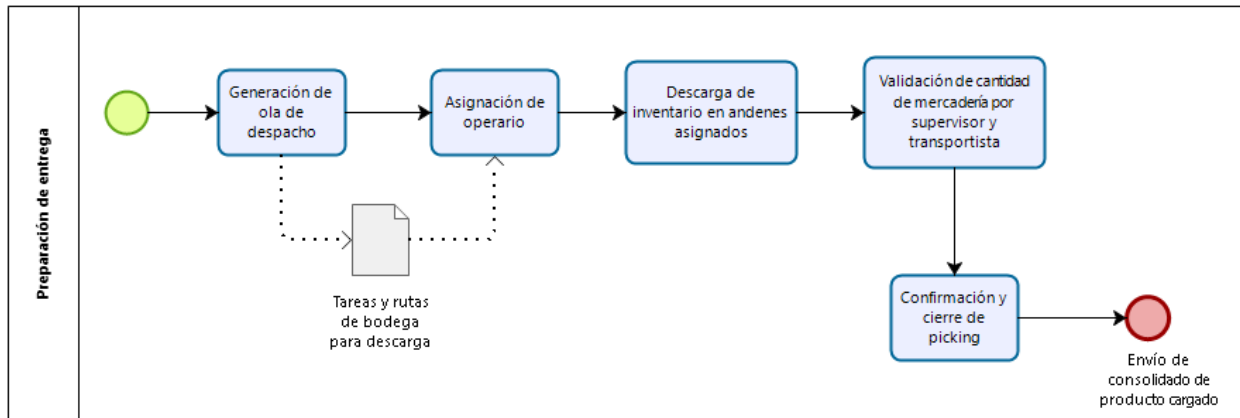 Preparación de entrega
Generación de
ola de
despacho
Asignación de
operario
Descarga de
inventario en andenes
asignados
Validación de cantidad
de mercadería por
supervisor y
transportista
Tareas y rutas
de bodega
para descarga
Confirmación y
cierre de
picking
Envío de
consolidado de
producto cargado